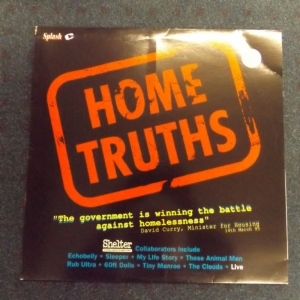 Splash
HOME
TRUTHS
"The government is winning the battle
against homelessness"
David Curry, Minister for Housing
Shelter
Collaborators include
Echobelly • Sleeper • My Life Story • These Animal Men
Rub Ultra • 60ft Dolls • Tiny Monroe • The Clouds • Live